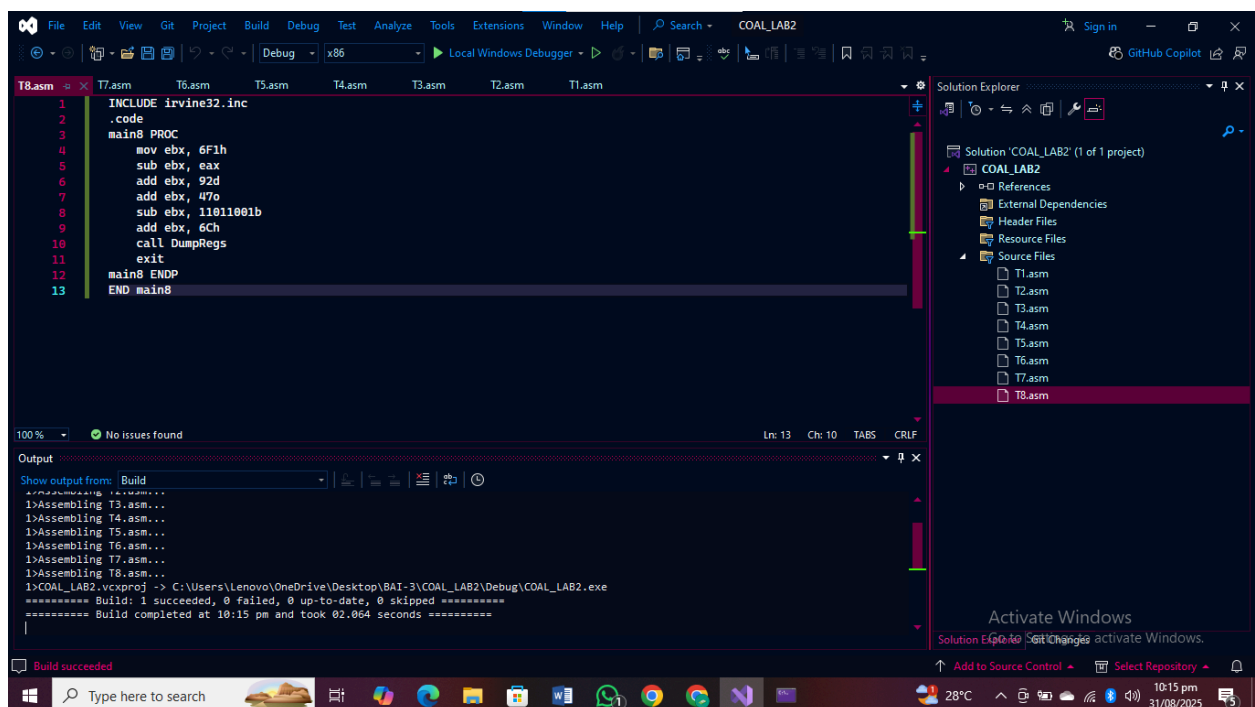 File Edit View Git Project Build Debug Test Analyze Tools Extensions Window Help Search COAL_LAB2 Sign in
Debug x86 Local Windows Debugger GitHub Copilot
T8.asm T7.asm T6.asm T5.asm T4.asm T3.asm T2.asm T1.asm
1 INCLUDE irvine32.inc
2 .code
3 main8 PROC
4 mov ebx, 6F1h
5 sub ebx, eax
6 add ebx, 92d
7 add ebx, 47o
8 sub ebx, 11011001b
9 add ebx, 6Ch
10 call DumpRegs
11 exit
12 main8 ENDP
13 END main8
100 % No issues found Ln: 13 Ch: 10 TABS CRLF
Output
Show output from: Build
1>Assembling T2.asm...
1>Assembling T3.asm...
1>Assembling T4.asm...
1>Assembling T5.asm...
1>Assembling T6.asm...
1>Assembling T7.asm...
1>Assembling T8.asm...
1>COAL_LAB2.vcxproj -> C:\Users\Lenovo\OneDrive\Desktop\BAI-3\COAL_LAB2\Debug\COAL_LAB2.exe
========== Build: 1 succeeded, 0 failed, 0 up-to-date, 0 skipped ==========
========== Build completed at 10:15 pm and took 02.064 seconds ==========
Solution Explorer
Solution 'COAL_LAB2' (1 of 1 project)
COAL_LAB2
References
External Dependencies
Header Files
Resource Files
Source Files
T1.asm
T2.asm
T3.asm
T4.asm
T5.asm
T6.asm
T7.asm
T8.asm
Activate Windows
Go to Settings to activate Windows.
Solution Explorer Git Changes
Build succeeded Add to Source Control Select Repository
Type here to search 28°C 10:15 pm
31/08/2025
5